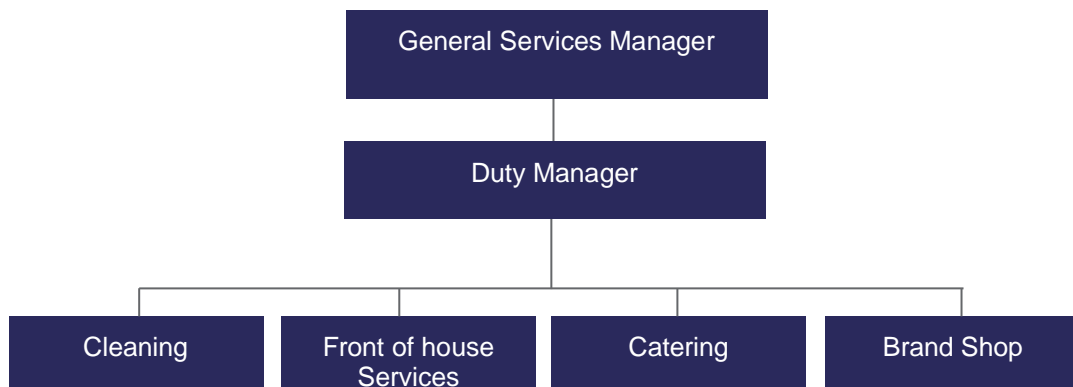 General Services Manager
Duty Manager
Cleaning
Front of house
Services
Catering
Brand Shop